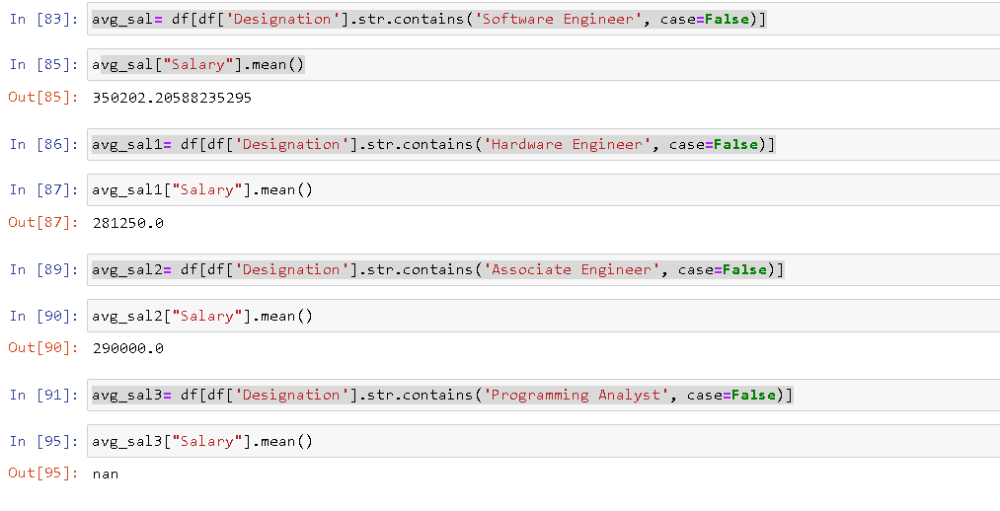 In [83]: avg_sal= df[df['Designation'].str.contains('Software Engineer', case=False)]
In [85]: avg_sal["Salary"].mean()
Out[85]: 350202.20588235295
In [86]: avg_sal1= df[df['Designation'].str.contains('Hardware Engineer', case=False)]
In [87]: avg_sal1["Salary"].mean()
Out[87]: 281250.0
In [89]: avg_sal2= df[df['Designation'].str.contains('Associate Engineer', case=False)]
In [90]: avg_sal2["Salary"].mean()
Out[90]: 290000.0
In [91]: avg_sal3= df[df['Designation'].str.contains('Programming Analyst', case=False)]
In [95]: avg_sal3["Salary"].mean()
Out[95]: nan